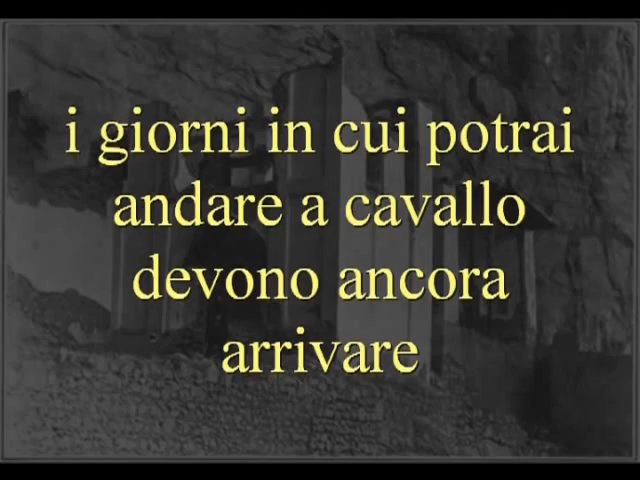 i giorni in cui potrai
andare a cavallo
devono ancora
arrivare